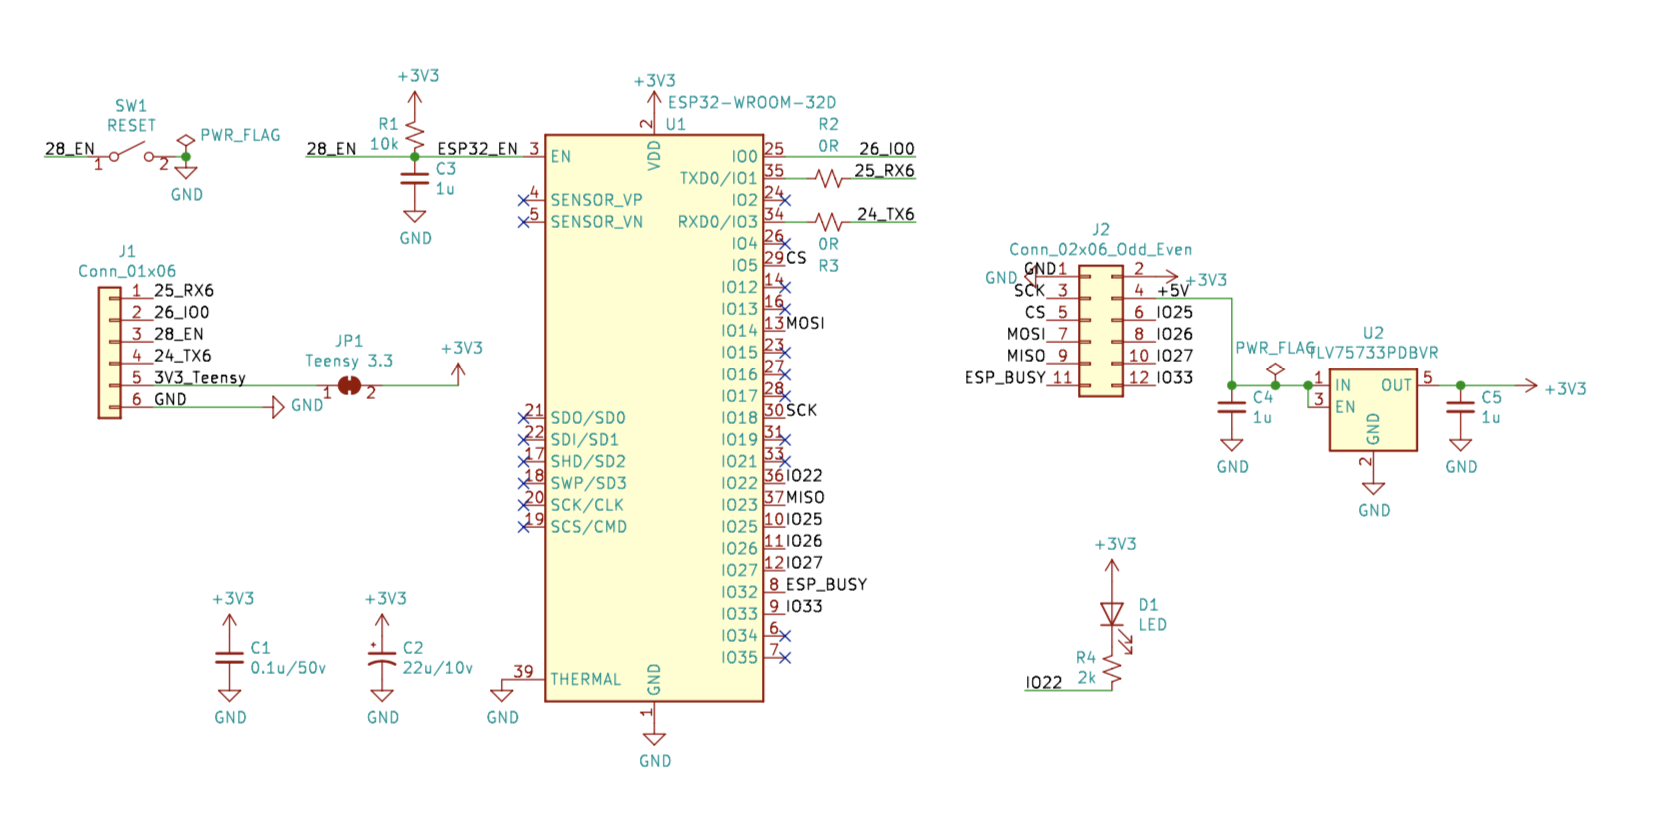 SW1
RESET
28_EN
1
2
PWR_FLAG
GND
+3V3
R1
10k
28_EN
ESP32_EN
C3
1u
GND
J1
Conn_01x06
1 25_RX6
2 26_IO0
3 28_EN
4 24_TX6
5 3V3_Teensy
6 GND
GND
JP1
Teensy 3.3
1
2
+3V3
+3V3
C1
0.1u/50v
GND
+3V3
C2
22u/10v
GND
+3V3
ESP32-WROOM-32D
U1
2
VDD
3 EN
4 SENSOR_VP
5 SENSOR_VN
21 SDO/SD0
22 SDI/SD1
17 SHD/SD2
18 SWP/SD3
20 SCK/CLK
19 SCS/CMD
39 THERMAL
GND
GND
1
GND
IO0 25
TXD0/IO1 35
IO2 24
RXD0/IO3 34
IO4 26
IO5 29 CS
IO12 14
IO13 16
IO14 13 MOSI
IO15 23
IO16 27
IO17 28
IO18 30 SCK
IO19 31
IO21 33
IO22 36 IO22
IO23 37 MISO
IO25 10 IO25
IO26 11 IO26
IO27 12 IO27
IO32 8 ESP_BUSY
IO33 9 IO33
IO34 6
IO35 7
R2
0R
26_IO0
25_RX6
24_TX6
0R
R3
J2
Conn_02x06_Odd_Even
GND GND 1 2 +3V3
SCK 3 4 +5V
CS 5 6 IO25
MOSI 7 8 IO26
MISO 9 10 IO27
ESP_BUSY 11 12 IO33
PWR_FLAG
C4
1u
GND
U2
TLV75733PDBVR
1 IN
3 EN
OUT 5
GND
2
GND
C5
1u
GND
+3V3
+3V3
D1
LED
R4
2k
IO22